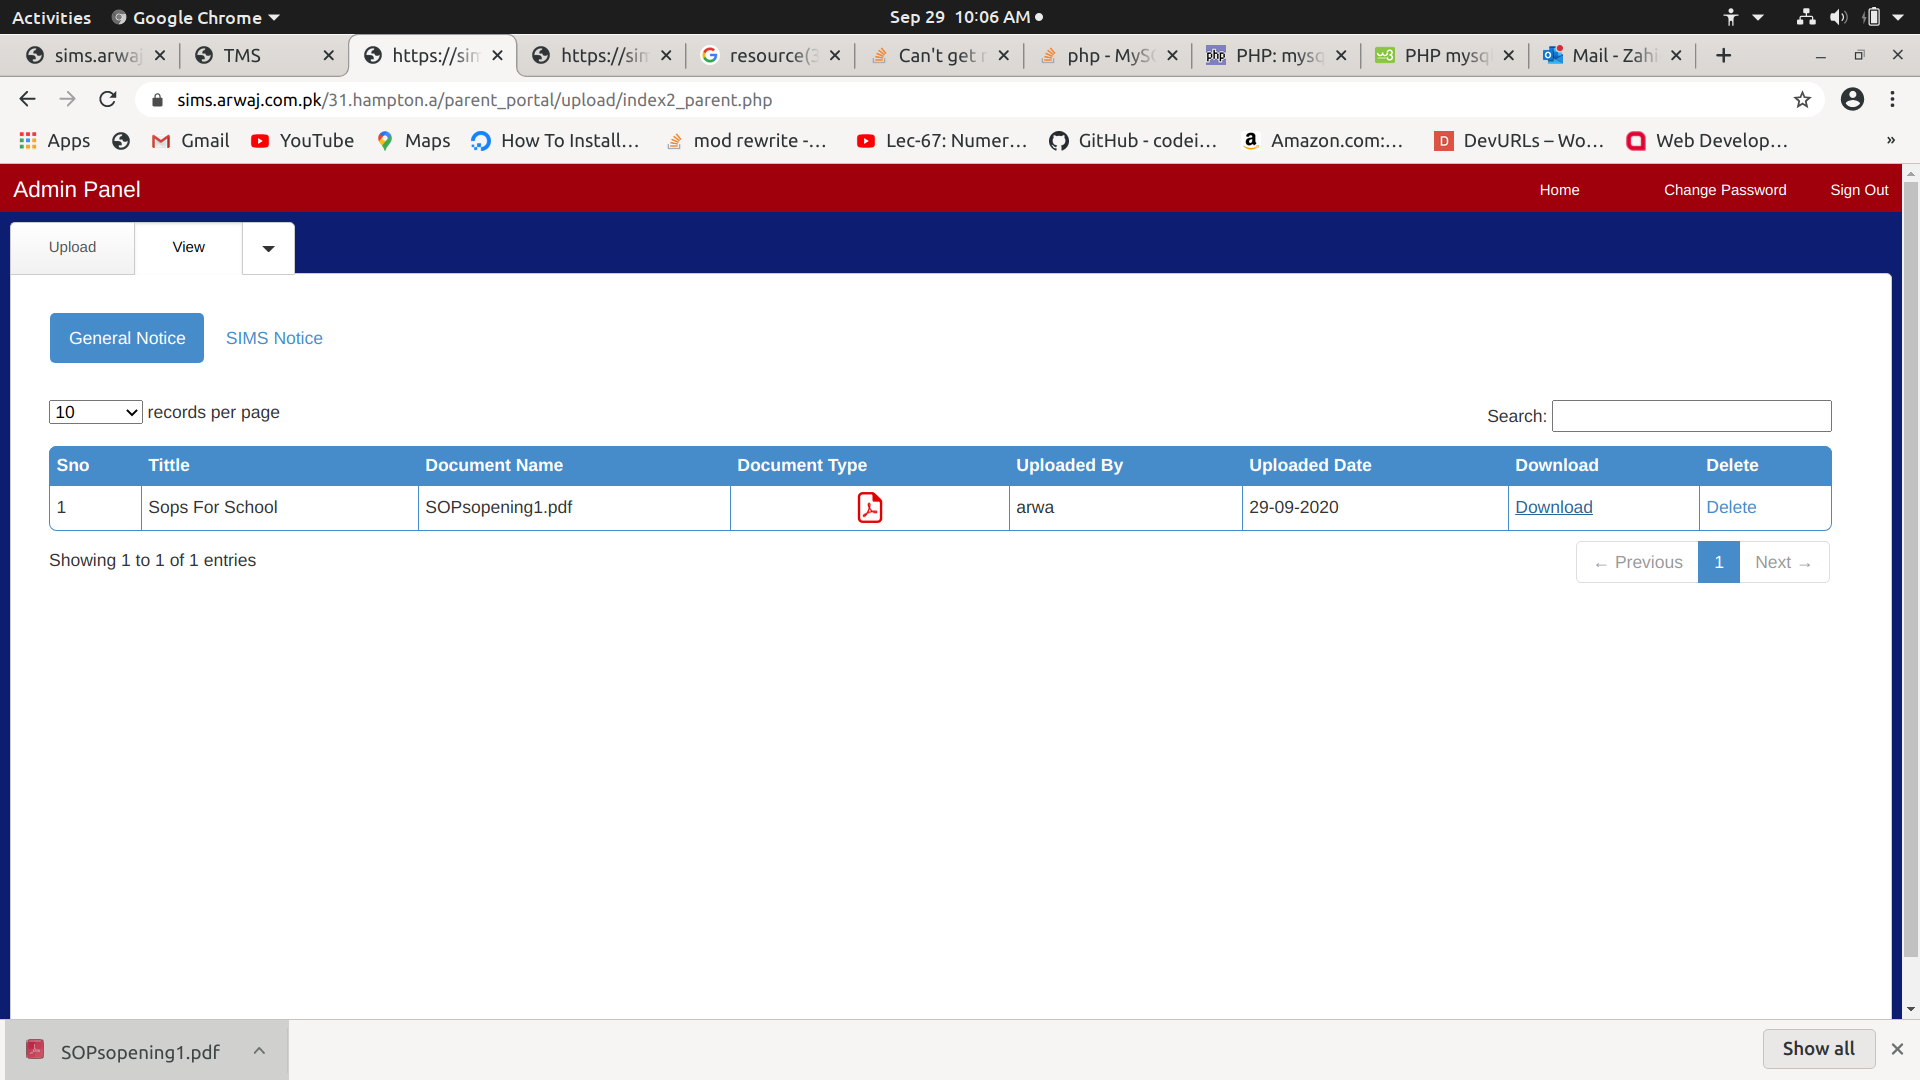 Activities Google Chrome Sep 29 10:06 AM
sims.arwaj TMS https://sim https://sim resource(3 Can't get r php - MyS PHP: mysq PHP mysql Mail - Zahi
sims.arwaj.com.pk/31.hampton.a/parent_portal/upload/index2_parent.php
Apps Gmail YouTube Maps How To Install... mod rewrite -... Lec-67: Numer... GitHub - codei... Amazon.com:... DevURLs – Wo... Web Develop... »
Admin Panel Home Change Password Sign Out
Upload View
General Notice SIMS Notice
10 records per page Search:
Sno Tittle Document Name Document Type Uploaded By Uploaded Date Download Delete
1 Sops For School SOPsopening1.pdf arwa 29-09-2020 Download Delete
Showing 1 to 1 of 1 entries ← Previous 1 Next →
SOPsopening1.pdf Show all